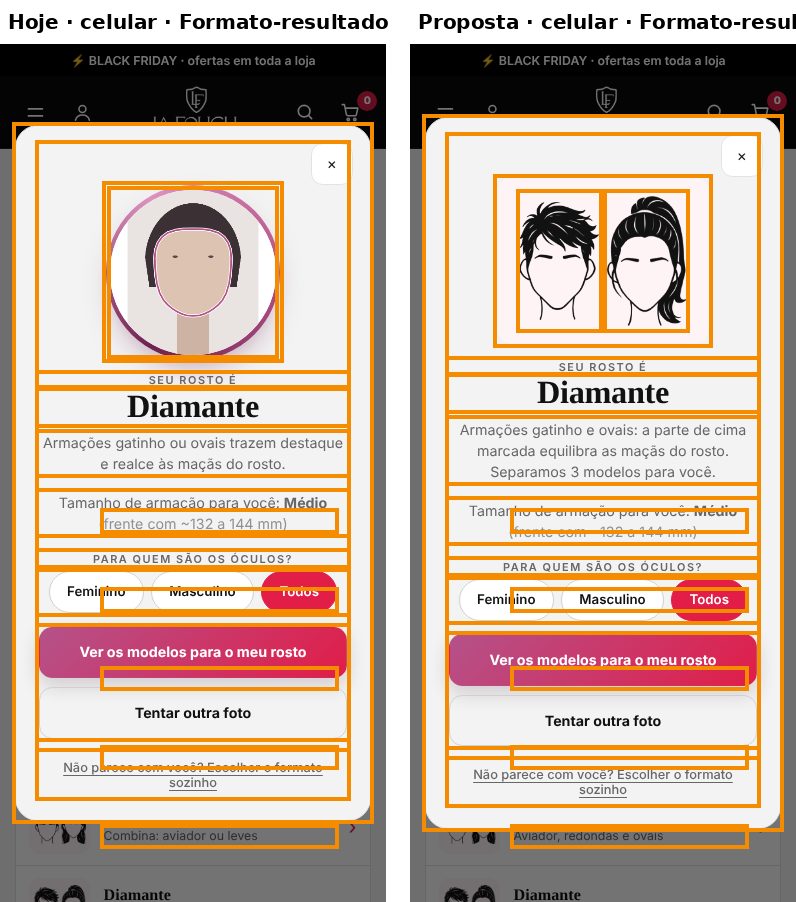 Hoje · celular · Formato-resultado
⚡ BLACK FRIDAY · ofertas em toda a loja
0
×
SEU ROSTO É
Diamante
Armações gatinho ou ovais trazem destaque
e realce às maçãs do rosto.
Tamanho de armação para você: Médio
(frente com ~132 a 144 mm)
PARA QUEM SÃO OS ÓCULOS?
Feminino Masculino Todos
Ver os modelos para o meu rosto
Tentar outra foto
Não parece com você? Escolher o formato
sozinho
Combina: aviador ou leves
Diamante
Proposta · celular · Formato-resul
⚡ BLACK FRIDAY · ofertas em toda a loja
0
×
SEU ROSTO É
Diamante
Armações gatinho e ovais: a parte de cima
marcada equilibra as maçãs do rosto.
Separamos 3 modelos para você.
Tamanho de armação para você: Médio
(frente com ~132 a 144 mm)
PARA QUEM SÃO OS ÓCULOS?
Feminino Masculino Todos
Ver os modelos para o meu rosto
Tentar outra foto
Não parece com você? Escolher o formato
sozinho
Aviador, redondas e ovais
Diamante